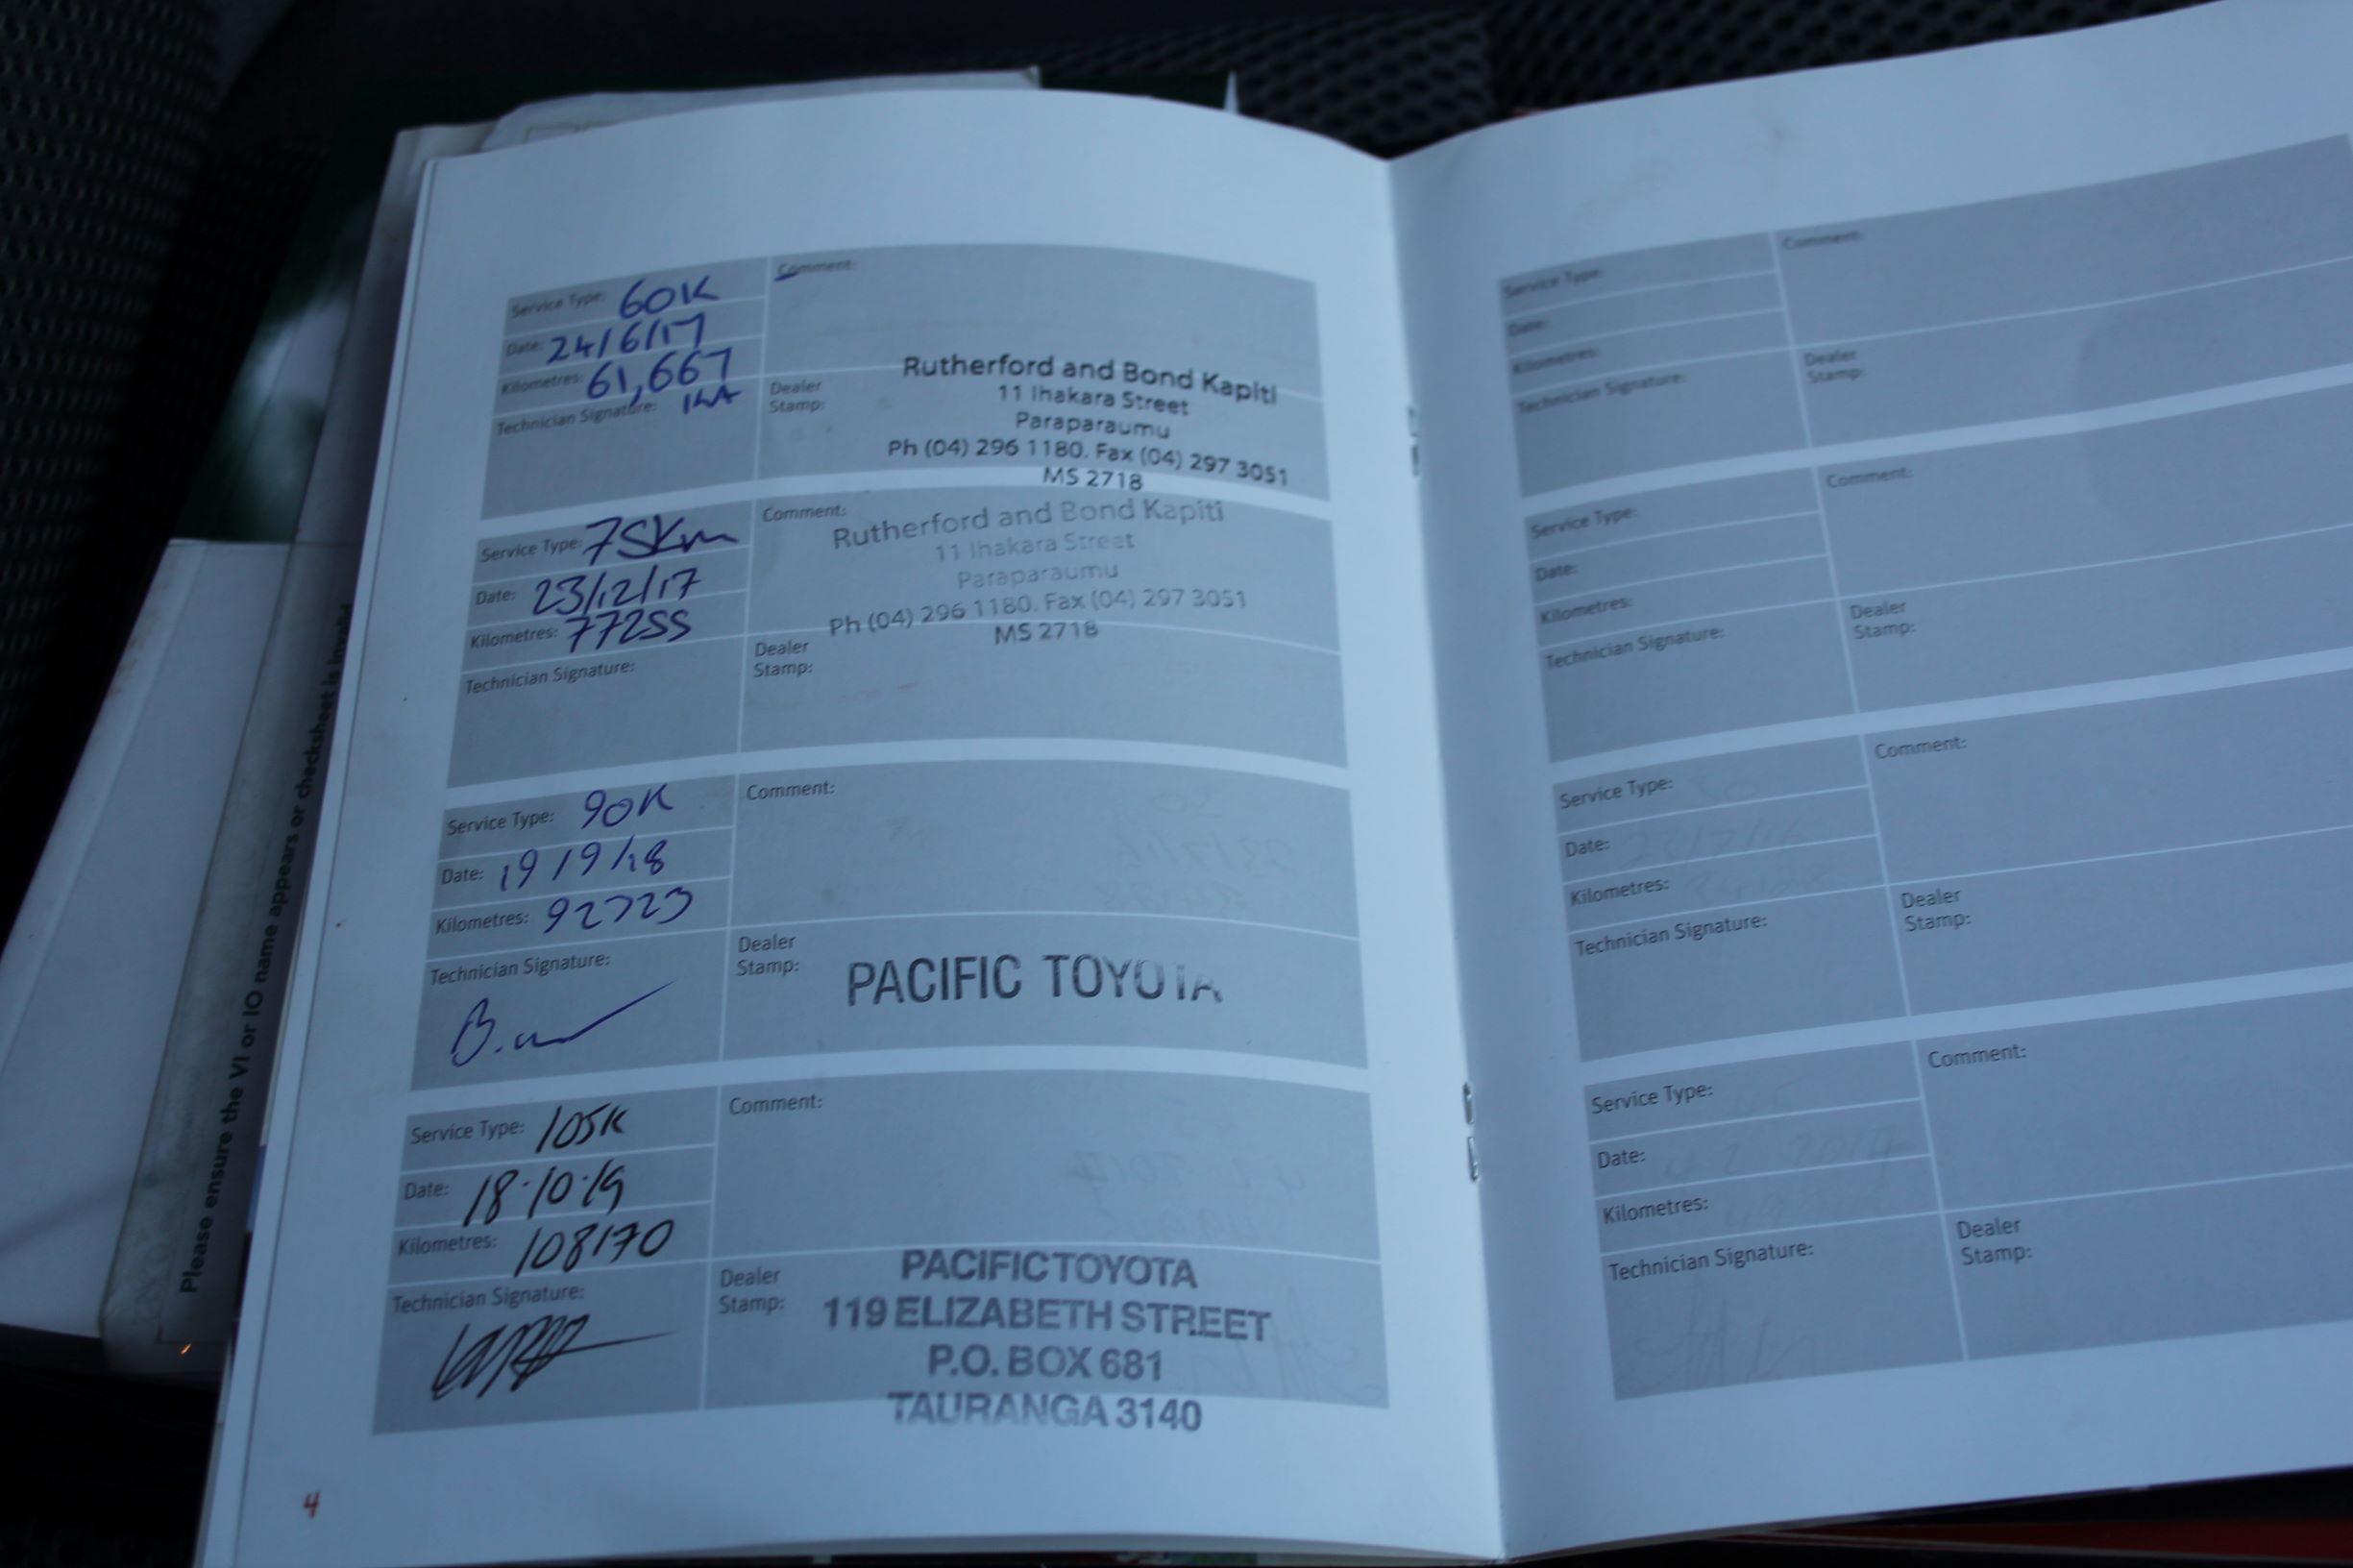 Service Type: 60K
Date: 24/6/17
Kilometres: 61,667
Technician Signature:
Comment:
Dealer
Stamp:
Rutherford and Bond Kapiti
11 Ihakara Street
Paraparaumu
Ph (04) 296 1180. Fax (04) 297 3051
MS 2718
Service Type: 75Km
Date: 23/12/17
Kilometres: 77255
Technician Signature:
Comment:
Rutherford and Bond Kapiti
11 Ihakara Street
Paraparaumu
Ph (04) 296 1180. Fax (04) 297 3051
MS 2718
Dealer
Stamp:
Service Type: 90K
Date: 19/9/18
Kilometres: 92723
Technician Signature:
Comment:
Dealer
Stamp:
PACIFIC TOYOTA
Service Type: 105K
Date: 18·10·19
Kilometres: 108170
Technician Signature:
Comment:
Dealer
Stamp:
PACIFIC TOYOTA
119 ELIZABETH STREET
P.O. BOX 681
TAURANGA 3140
4
Service Type:
Date:
Kilometres:
Technician Signature:
Comment:
Dealer
Stamp:
Service Type:
Date:
Kilometres:
Technician Signature:
Comment:
Dealer
Stamp:
Service Type:
Date:
Kilometres:
Technician Signature:
Comment:
Dealer
Stamp:
Service Type:
Date:
Kilometres:
Technician Signature:
Comment:
Dealer
Stamp:
Please ensure the VI or IO name appears or checksheet is invalid